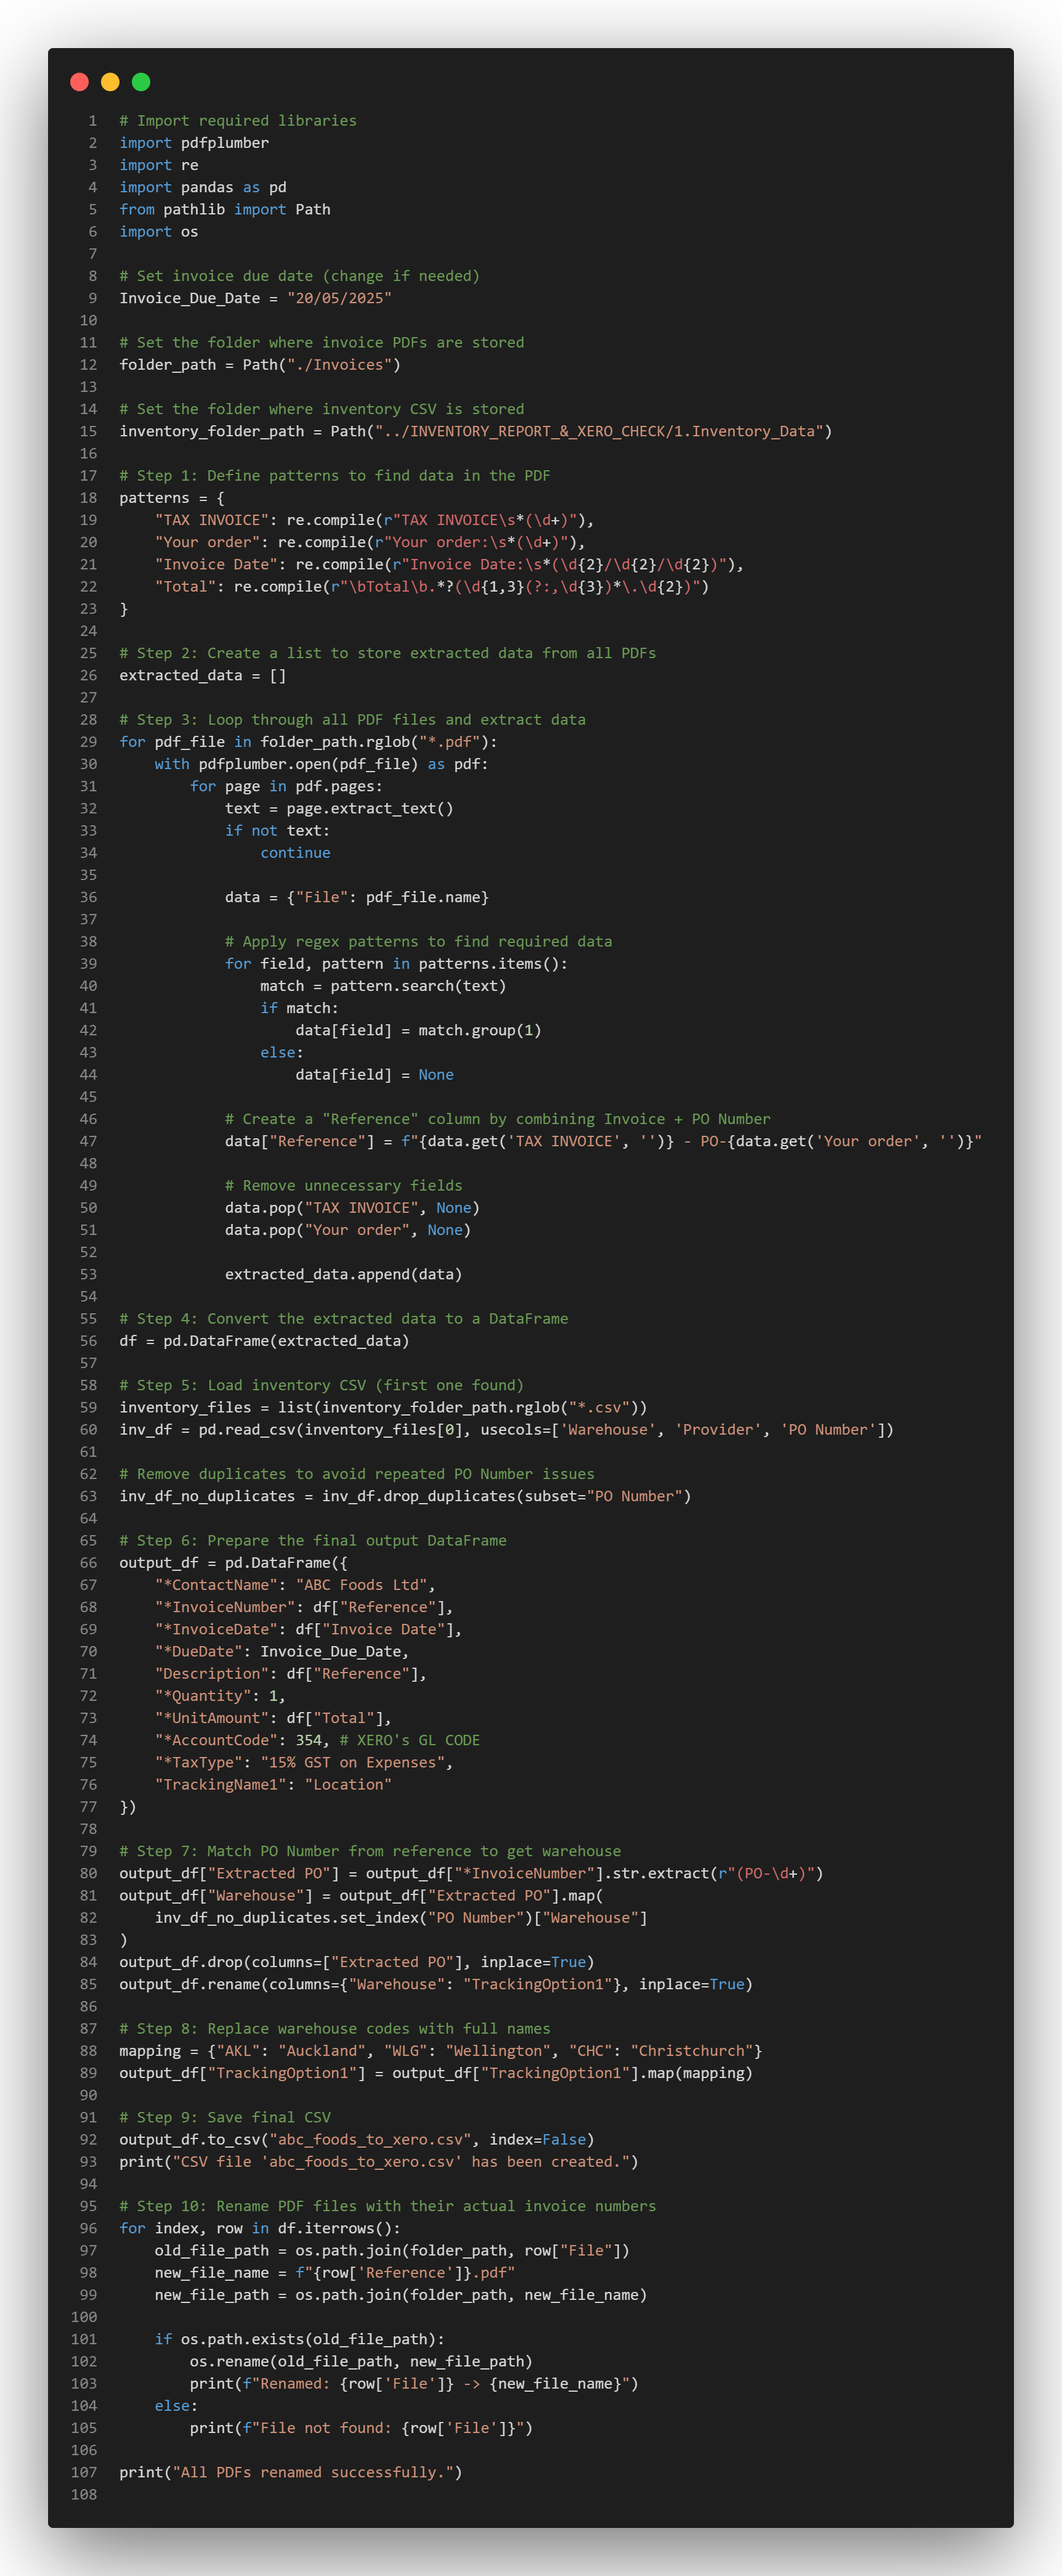 1 # Import required libraries
2 import pdfplumber
3 import re
4 import pandas as pd
5 from pathlib import Path
6 import os
7
8 # Set invoice due date (change if needed)
9 Invoice_Due_Date = "20/05/2025"
10
11 # Set the folder where invoice PDFs are stored
12 folder_path = Path("./Invoices")
13
14 # Set the folder where inventory CSV is stored
15 inventory_folder_path = Path("../INVENTORY_REPORT_&_XERO_CHECK/1.Inventory_Data")
16
17 # Step 1: Define patterns to find data in the PDF
18 patterns = {
19     "TAX INVOICE": re.compile(r"TAX INVOICE\s*(\d+)"),
20     "Your order": re.compile(r"Your order:\s*(\d+)"),
21     "Invoice Date": re.compile(r"Invoice Date:\s*(\d{2}/\d{2}/\d{2})"),
22     "Total": re.compile(r"\bTotal\b.*?(\d{1,3}(?:,\d{3})*\.\d{2})")
23 }
24
25 # Step 2: Create a list to store extracted data from all PDFs
26 extracted_data = []
27
28 # Step 3: Loop through all PDF files and extract data
29 for pdf_file in folder_path.rglob("*.pdf"):
30     with pdfplumber.open(pdf_file) as pdf:
31         for page in pdf.pages:
32             text = page.extract_text()
33             if not text:
34                 continue
35
36             data = {"File": pdf_file.name}
37
38             # Apply regex patterns to find required data
39             for field, pattern in patterns.items():
40                 match = pattern.search(text)
41                 if match:
42                     data[field] = match.group(1)
43                 else:
44                     data[field] = None
45
46             # Create a "Reference" column by combining Invoice + PO Number
47             data["Reference"] = f"{data.get('TAX INVOICE', '')} - PO-{data.get('Your order', '')}"
48
49             # Remove unnecessary fields
50             data.pop("TAX INVOICE", None)
51             data.pop("Your order", None)
52
53             extracted_data.append(data)
54
55 # Step 4: Convert the extracted data to a DataFrame
56 df = pd.DataFrame(extracted_data)
57
58 # Step 5: Load inventory CSV (first one found)
59 inventory_files = list(inventory_folder_path.rglob("*.csv"))
60 inv_df = pd.read_csv(inventory_files[0], usecols=['Warehouse', 'Provider', 'PO Number'])
61
62 # Remove duplicates to avoid repeated PO Number issues
63 inv_df_no_duplicates = inv_df.drop_duplicates(subset="PO Number")
64
65 # Step 6: Prepare the final output DataFrame
66 output_df = pd.DataFrame({
67     "*ContactName": "ABC Foods Ltd",
68     "*InvoiceNumber": df["Reference"],
69     "*InvoiceDate": df["Invoice Date"],
70     "*DueDate": Invoice_Due_Date,
71     "Description": df["Reference"],
72     "*Quantity": 1,
73     "*UnitAmount": df["Total"],
74     "*AccountCode": 354, # XERO's GL CODE
75     "*TaxType": "15% GST on Expenses",
76     "TrackingName1": "Location"
77 })
78
79 # Step 7: Match PO Number from reference to get warehouse
80 output_df["Extracted PO"] = output_df["*InvoiceNumber"].str.extract(r"(PO-\d+)")
81 output_df["Warehouse"] = output_df["Extracted PO"].map(
82     inv_df_no_duplicates.set_index("PO Number")["Warehouse"]
83 )
84 output_df.drop(columns=["Extracted PO"], inplace=True)
85 output_df.rename(columns={"Warehouse": "TrackingOption1"}, inplace=True)
86
87 # Step 8: Replace warehouse codes with full names
88 mapping = {"AKL": "Auckland", "WLG": "Wellington", "CHC": "Christchurch"}
89 output_df["TrackingOption1"] = output_df["TrackingOption1"].map(mapping)
90
91 # Step 9: Save final CSV
92 output_df.to_csv("abc_foods_to_xero.csv", index=False)
93 print("CSV file 'abc_foods_to_xero.csv' has been created.")
94
95 # Step 10: Rename PDF files with their actual invoice numbers
96 for index, row in df.iterrows():
97     old_file_path = os.path.join(folder_path, row["File"])
98     new_file_name = f"{row['Reference']}.pdf"
99     new_file_path = os.path.join(folder_path, new_file_name)
100
101     if os.path.exists(old_file_path):
102         os.rename(old_file_path, new_file_path)
103         print(f"Renamed: {row['File']} -> {new_file_name}")
104     else:
105         print(f"File not found: {row['File']}")
106
107 print("All PDFs renamed successfully.")
108